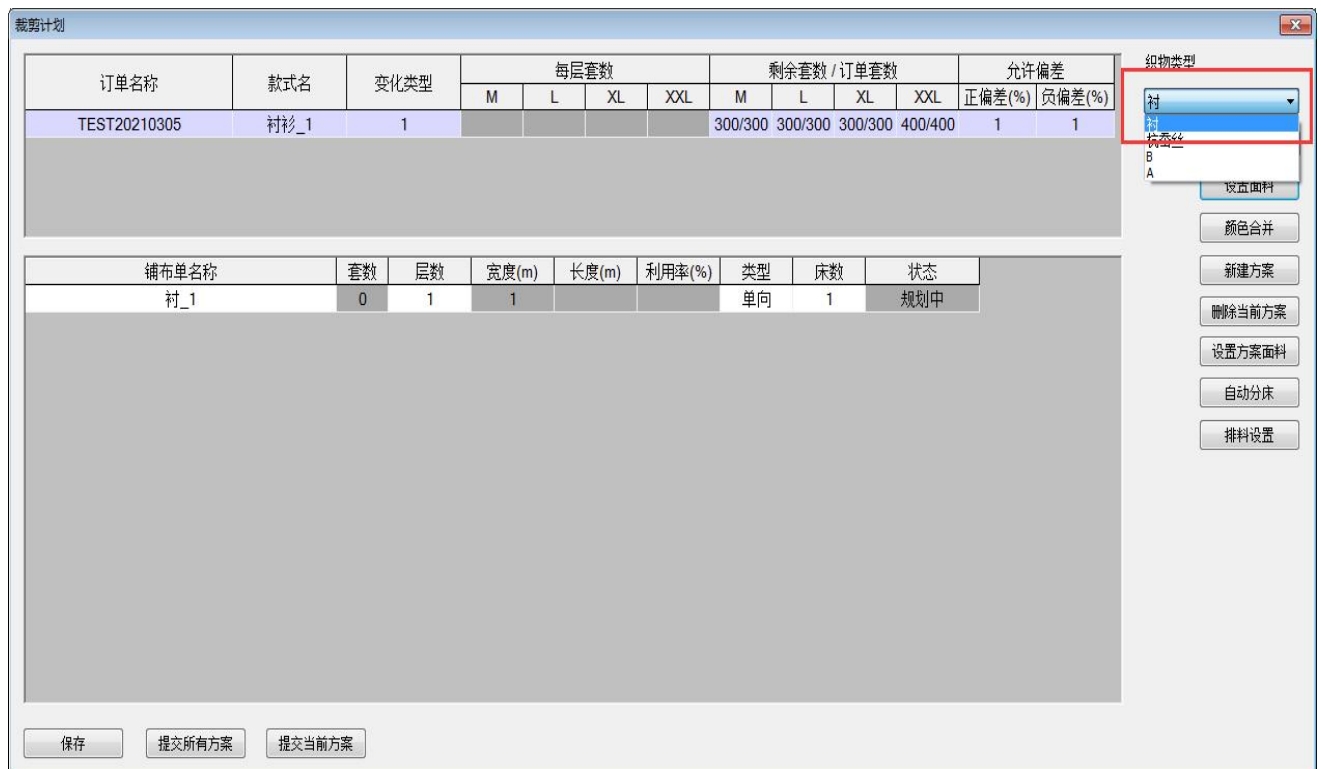 裁剪计划
订单名称 款式名 变化类型 每层套数 剩余套数 / 订单套数 允许偏差 织物类型
M L XL XXL M L XL XXL 正偏差(%) 负偏差(%) 衬
TEST20210305 衬衫_1 1 300/300 300/300 300/300 400/400 1 1 衬
杭蚕丝
B
A
设置面料
颜色合并
铺布单名称 套数 层数 宽度(m) 长度(m) 利用率(%) 类型 床数 状态 新建方案
衬_1 0 1 1 单向 1 规划中
删除当前方案
设置方案面料
自动分床
排料设置
保存 提交所有方案 提交当前方案